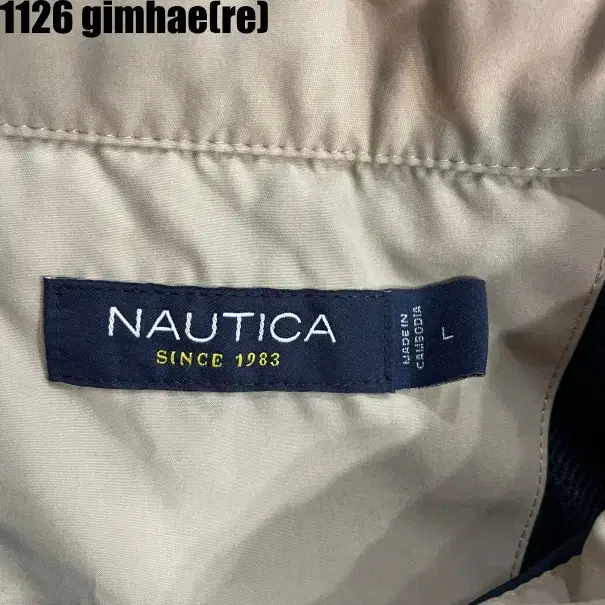 1126 gimhae(re)
NAUTICA
SINCE 1983
MADE IN
CAMBODIA
L